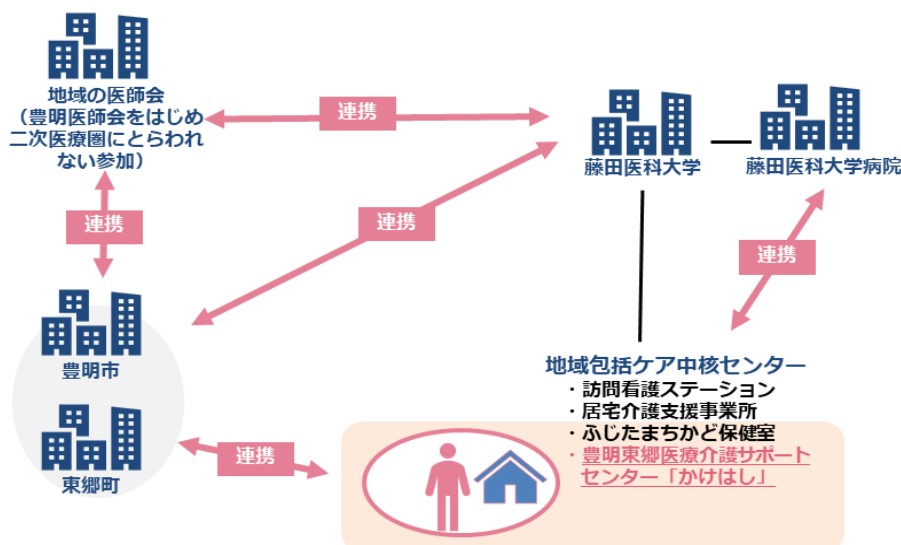 地域の医師会
（豊明医師会をはじめ
二次医療圏にとらわれ
ない参加）
連携
藤田医科大学
藤田医科大学病院
連携
連携
連携
豊明市
地域包括ケア中核センター
・訪問看護ステーション
・居宅介護支援事業所
・ふじたまちかど保健室
・豊明東郷医療介護サポート
センター「かけはし」
連携
東郷町